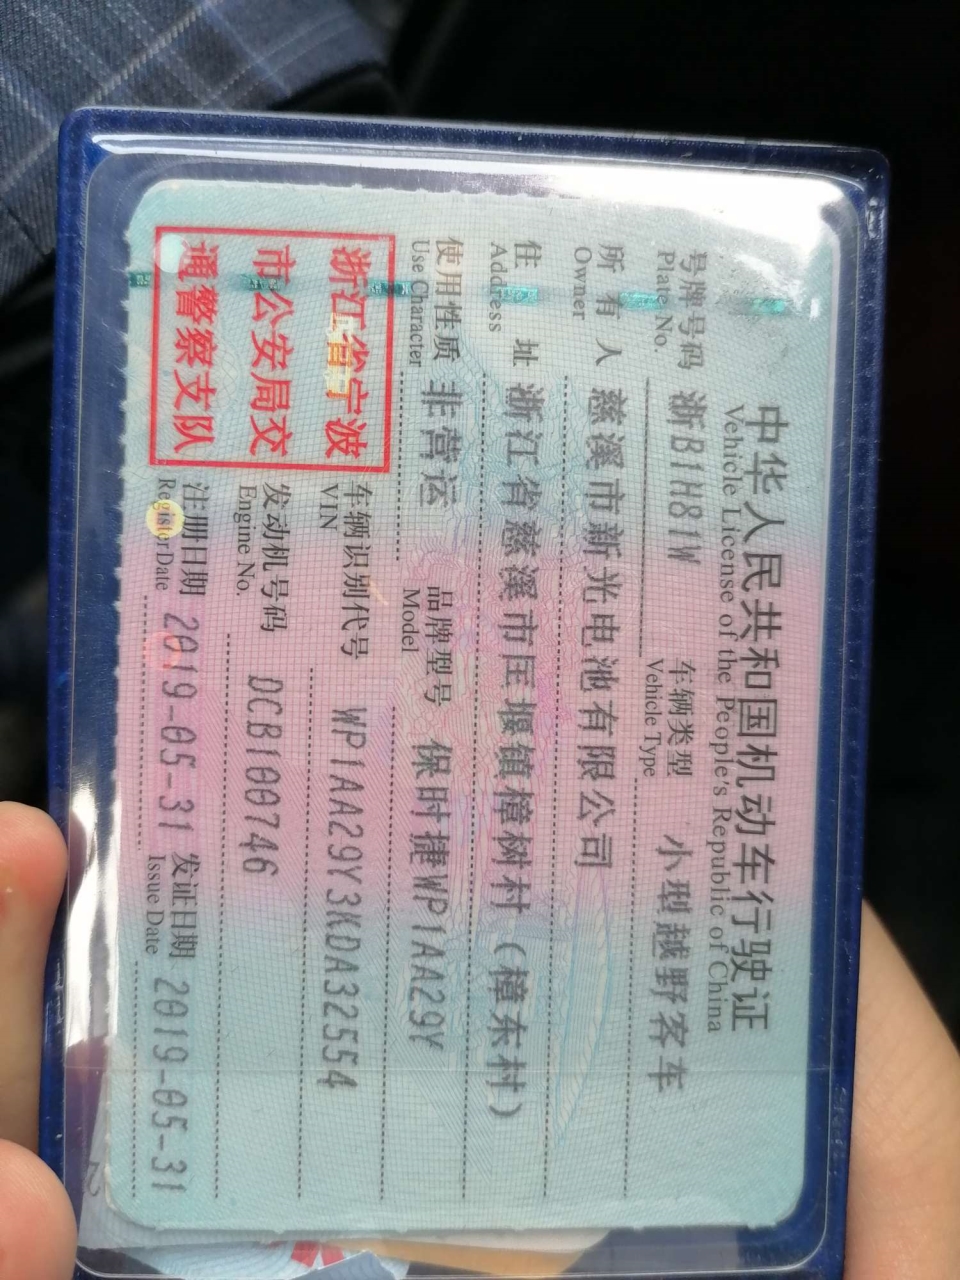 中华人民共和国机动车行驶证
Vehicle License of the People's Republic of China
号牌号码 浙B1H81W 车辆类型 小型越野客车
Plate No. Vehicle Type
所有人 慈溪市新光电池有限公司
Owner
住址 浙江省慈溪市匡堰镇樟树村（樟东村）
Address
使用性质 非营运 品牌型号 保时捷WP1AA29Y
Use Character Model
浙江省宁波
市公安局交
通警察支队
车辆识别代号 WP1AA29Y3KDA32554
VIN
发动机号码 DCB100746
Engine No.
注册日期 2019-05-31 发证日期 2019-05-31
Register Date Issue Date